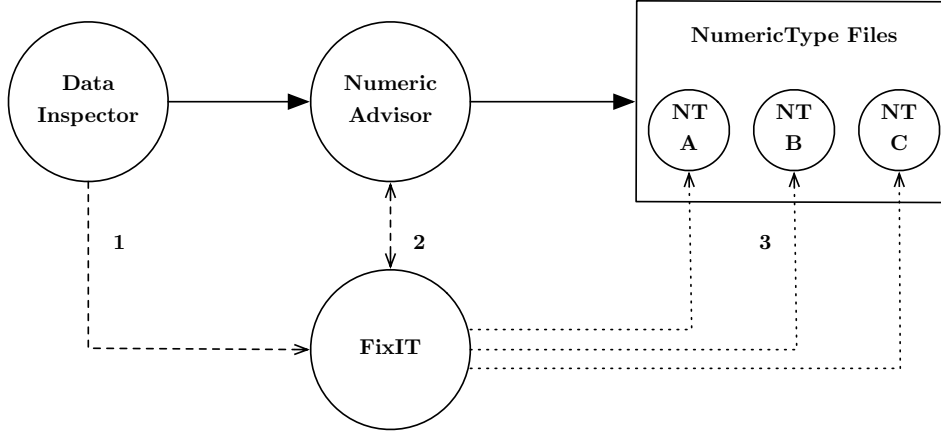 Data
Inspector
Numeric
Advisor
NumericType Files
NT
A
NT
B
NT
C
1
2
3
FixIT